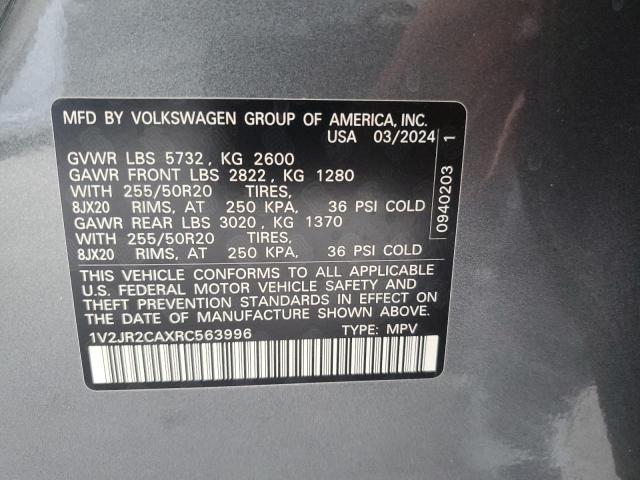 MFD BY VOLKSWAGEN GROUP OF AMERICA, INC.
USA 03/2024
GVWR LBS 5732, KG 2600
GAWR FRONT LBS 2822, KG 1280
WITH 255/50R20 TIRES,
8JX20 RIMS, AT 250 KPA, 36 PSI COLD
GAWR REAR LBS 3020, KG 1370
WITH 255/50R20 TIRES,
8JX20 RIMS, AT 250 KPA, 36 PSI COLD
THIS VEHICLE CONFORMS TO ALL APPLICABLE
U.S. FEDERAL MOTOR VEHICLE SAFETY AND
THEFT PREVENTION STANDARDS IN EFFECT ON
THE DATE OF MANUFACTURE SHOWN ABOVE.
1V2JR2CAXRC563996 TYPE: MPV
0940203 1